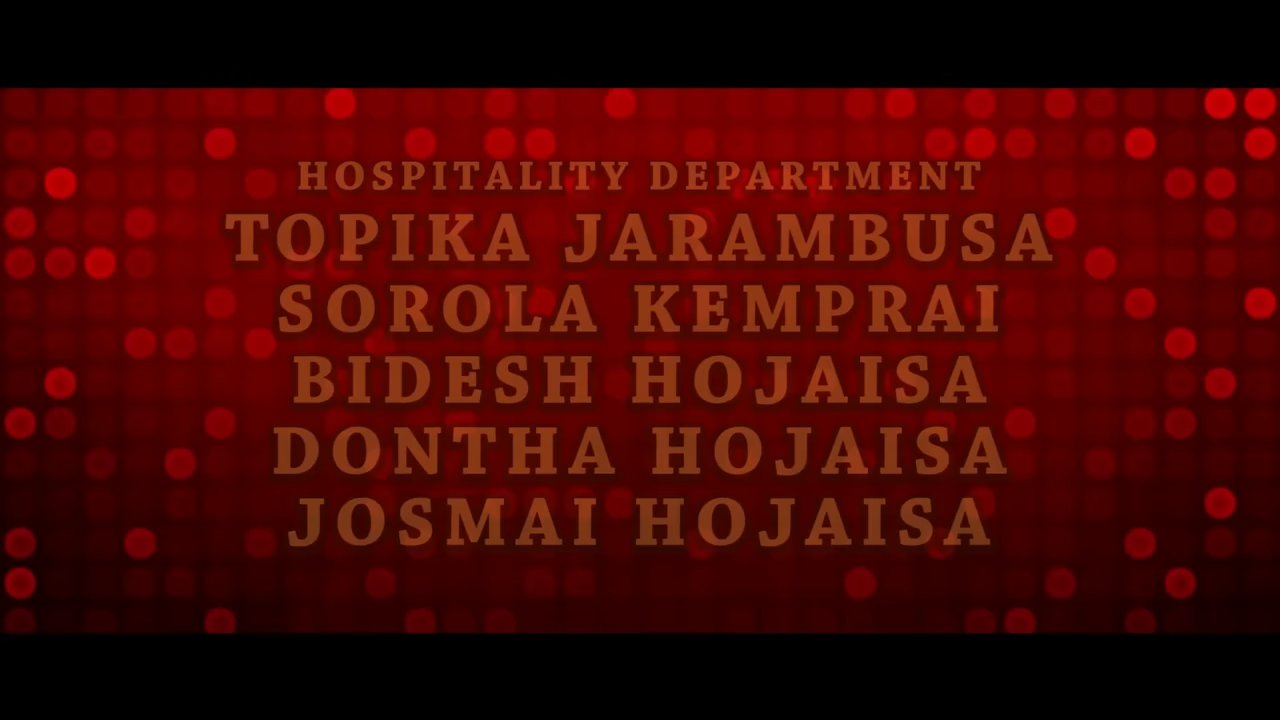 HOSPITALITY DEPARTMENT
TOPIKA JARAMBUSA
SOROLA KEMPRAI
BIDESH HOJAISA
DONTHA HOJAISA
JOSMAI HOJAISA